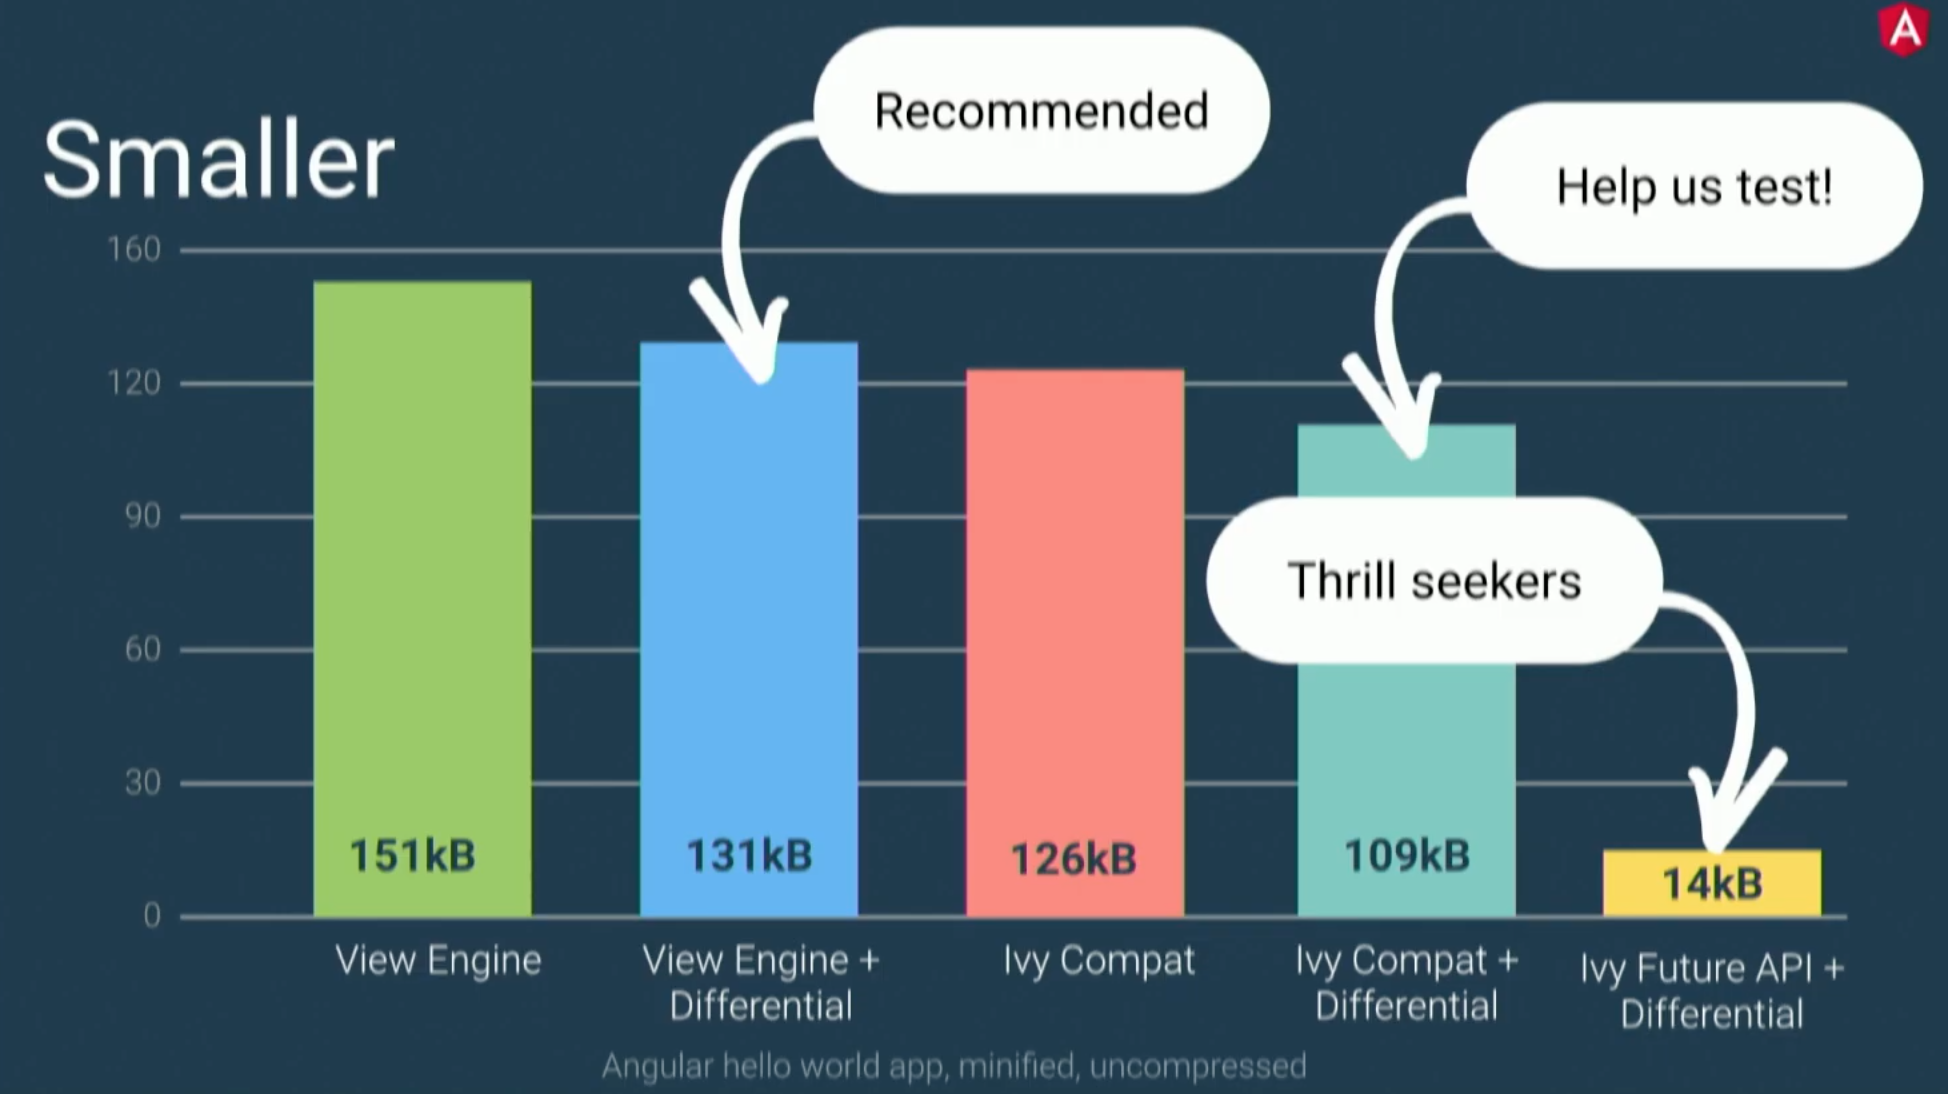 Smaller
Recommended
Help us test!
Thrill seekers
160
120
90
60
30
0
151kB
131kB
126kB
109kB
14kB
View Engine
View Engine +
Differential
Ivy Compat
Ivy Compat +
Differential
Ivy Future API +
Differential
Angular hello world app, minified, uncompressed
A